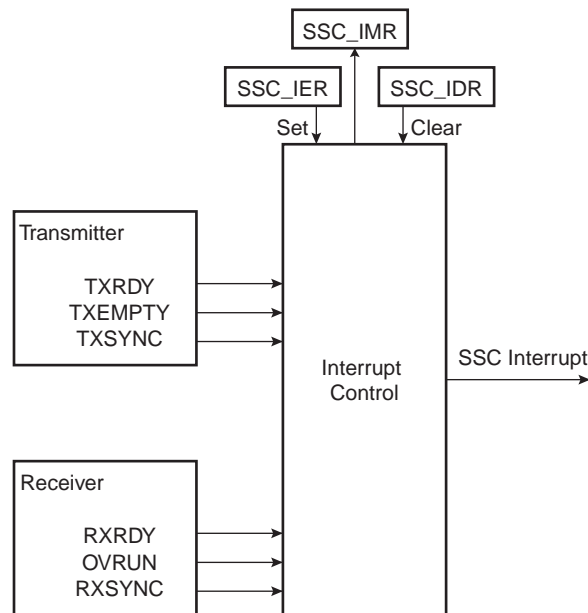 SSC_IMR
SSC_IER
SSC_IDR
Set
Clear
Transmitter
TXRDY
TXEMPTY
TXSYNC
Interrupt
Control
SSC Interrupt
Receiver
RXRDY
OVRUN
RXSYNC